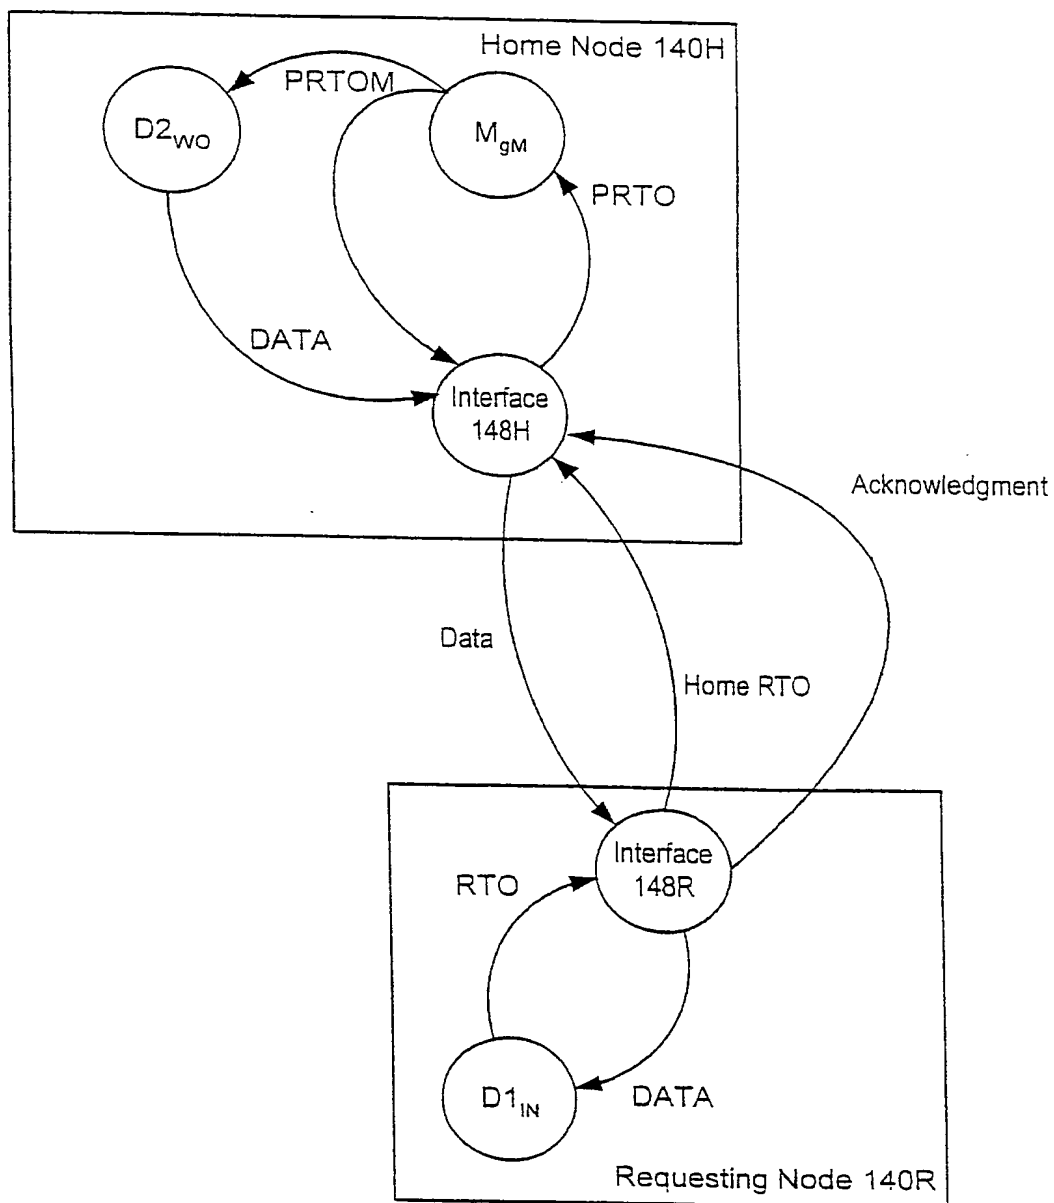 Home Node 140H
PRTOM
D2WO
MgM
PRTO
DATA
Interface
148H
Acknowledgment
Data
Home RTO
Interface
148R
RTO
D1IN
DATA
Requesting Node 140R